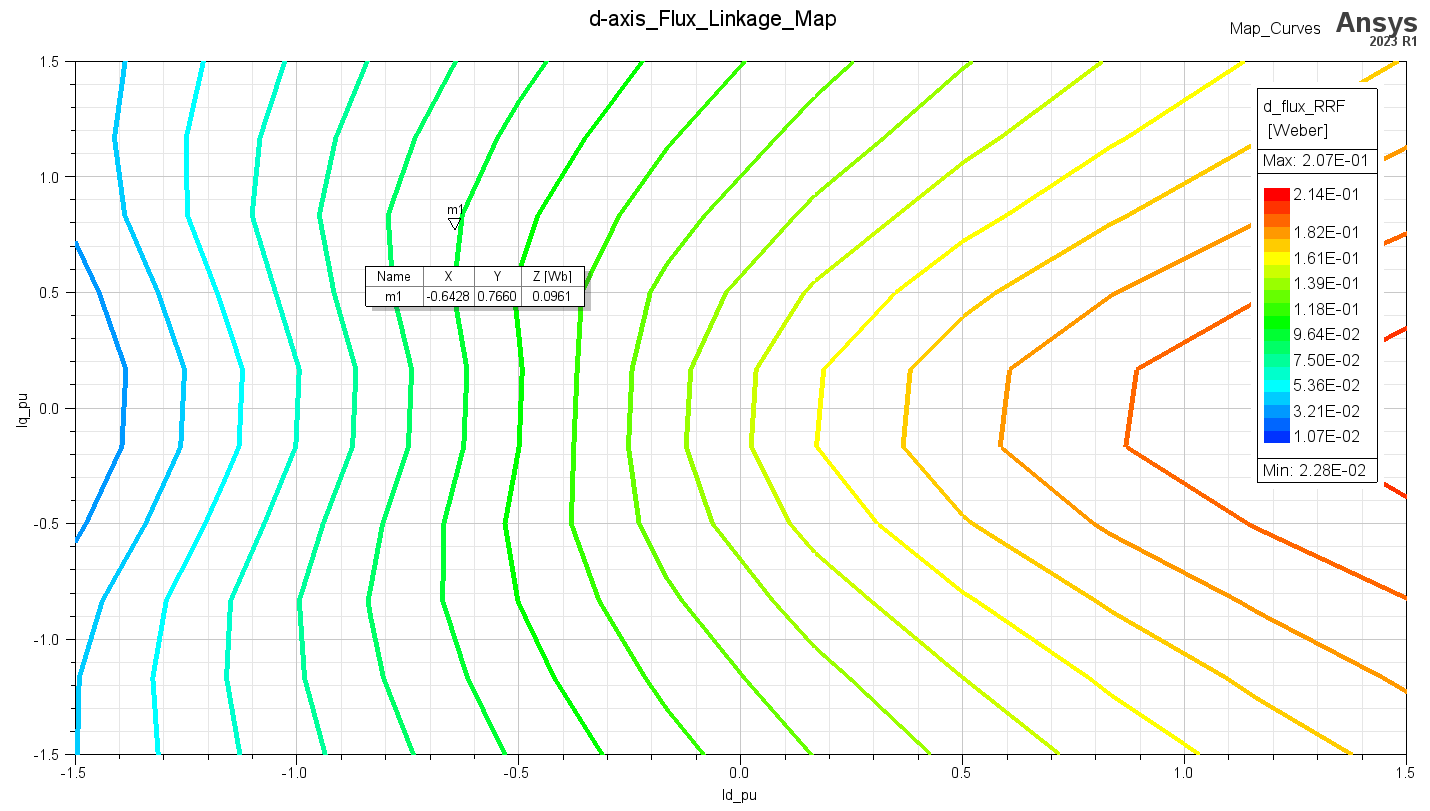 d-axis_Flux_Linkage_Map
Map_Curves
Ansys
2023 R1
1.5
1.0
0.5
0.0
-0.5
-1.0
-1.5
Iq_pu
m1
Name X Y Z [Wb]
m1 -0.6428 0.7660 0.0961
d_flux_RRF
[Weber]
Max: 2.07E-01
2.14E-01
1.82E-01
1.61E-01
1.39E-01
1.18E-01
9.64E-02
7.50E-02
5.36E-02
3.21E-02
1.07E-02
Min: 2.28E-02
-1.5 -1.0 -0.5 0.0 0.5 1.0 1.5
Id_pu